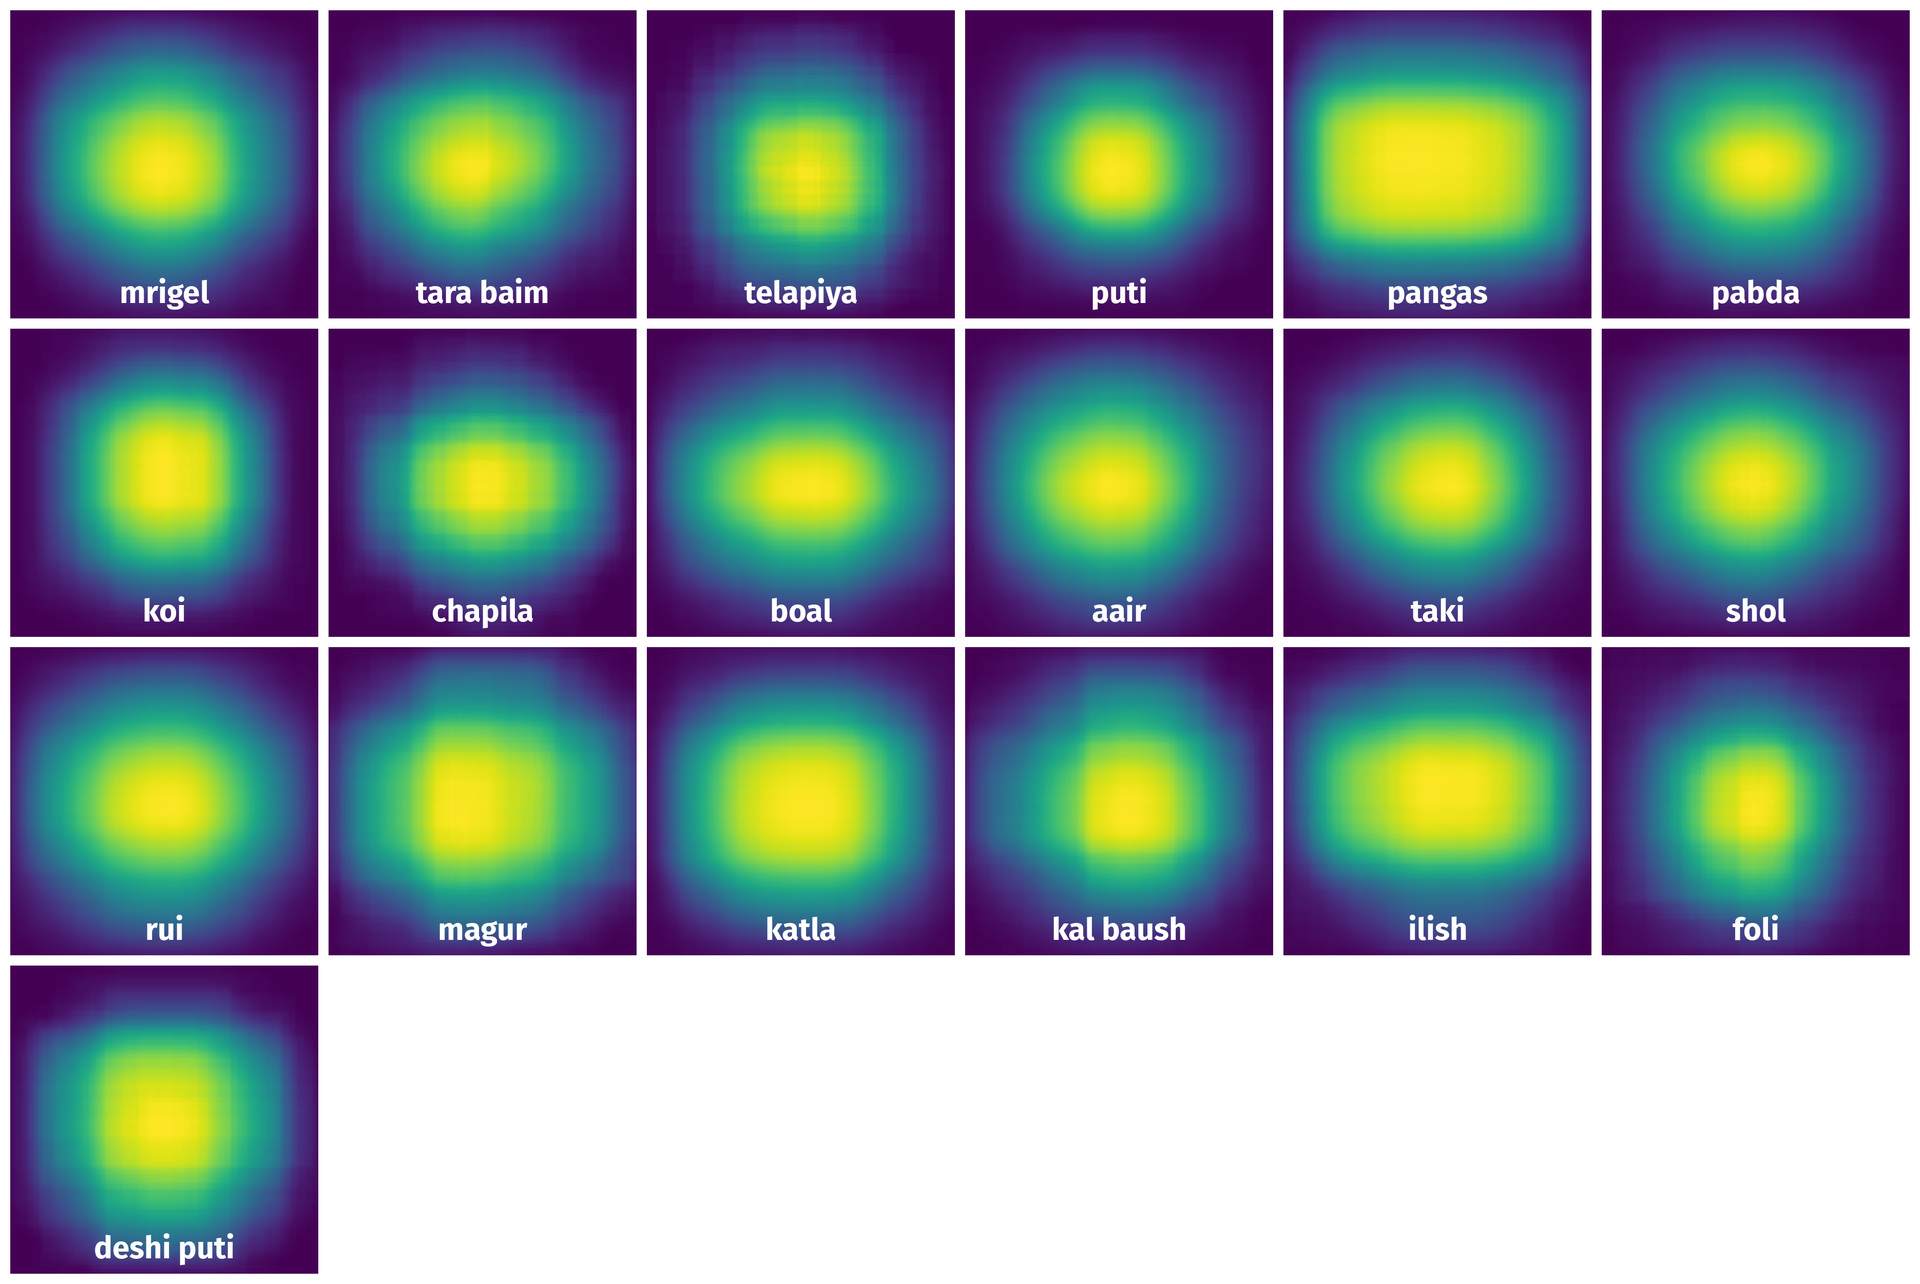 mrigel
tara baim
telapiya
puti
pangas
pabda
koi
chapila
boal
aair
taki
shol
rui
magur
katla
kal baush
ilish
foli
deshi puti